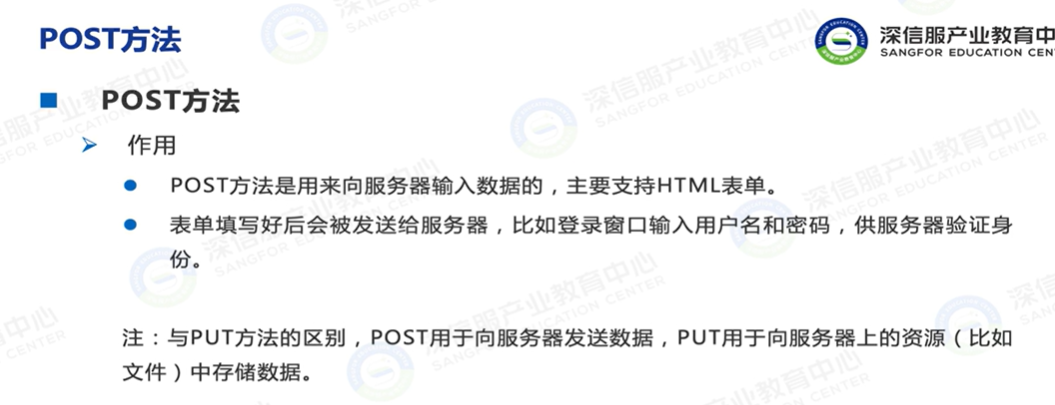 POST方法
深信服产业教育中
SANGFOR EDUCATION CEN
POST方法
作用
POST方法是用来向服务器输入数据的，主要支持HTML表单。
表单填写好后会被发送给服务器，比如登录窗口输入用户名和密码，供服务器验证身
份。
注：与PUT方法的区别，POST用于向服务器发送数据，PUT用于向服务器上的资源（比如
文件）中存储数据。